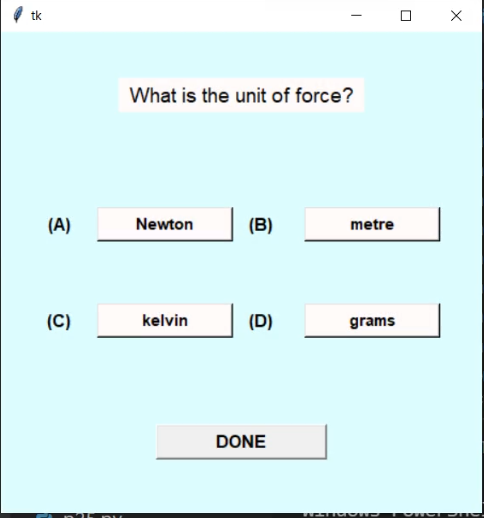 tk
What is the unit of force?
(A) Newton (B) metre
(C) kelvin (D) grams
DONE